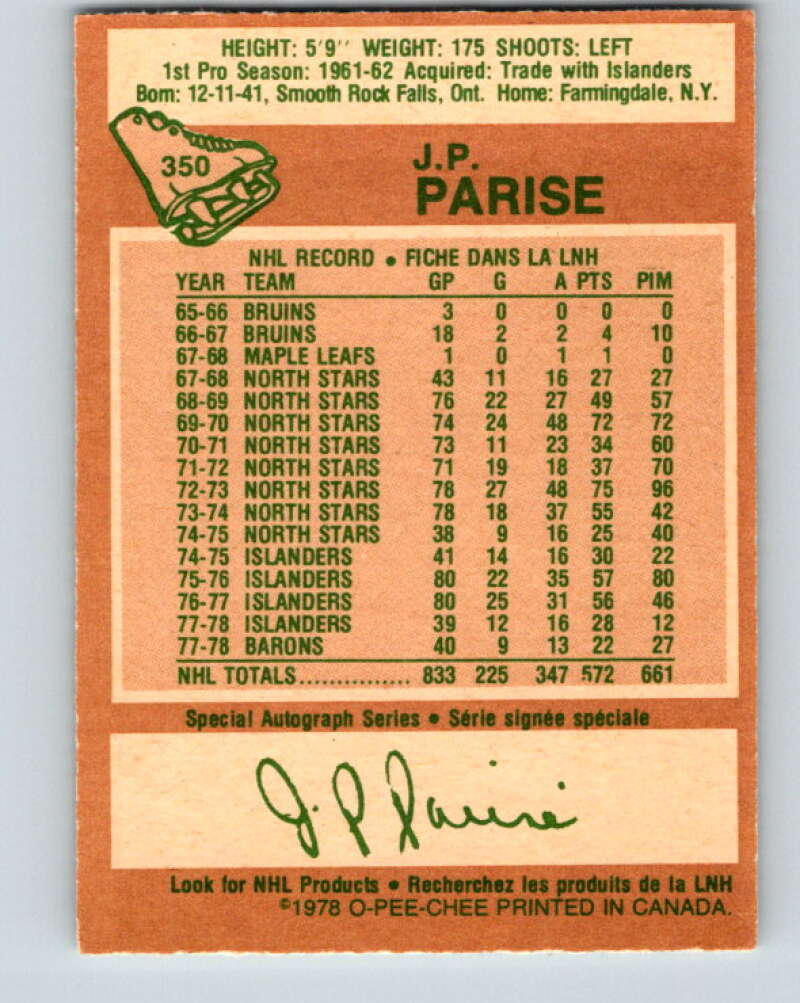 HEIGHT: 5'9'' WEIGHT: 175 SHOOTS: LEFT
1st Pro Season: 1961-62 Acquired: Trade with Islanders
Born: 12-11-41, Smooth Rock Falls, Ont. Home: Farmingdale, N.Y.
350
J.P.
PARISE
NHL RECORD • FICHE DANS LA LNH
YEAR TEAM GP G A PTS PIM
65-66 BRUINS 3 0 0 0 0
66-67 BRUINS 18 2 2 4 10
67-68 MAPLE LEAFS 1 0 1 1 0
67-68 NORTH STARS 43 11 16 27 27
68-69 NORTH STARS 76 22 27 49 57
69-70 NORTH STARS 74 24 48 72 72
70-71 NORTH STARS 73 11 23 34 60
71-72 NORTH STARS 71 19 18 37 70
72-73 NORTH STARS 78 27 48 75 96
73-74 NORTH STARS 78 18 37 55 42
74-75 NORTH STARS 38 9 16 25 40
74-75 ISLANDERS 41 14 16 30 22
75-76 ISLANDERS 80 22 35 57 80
76-77 ISLANDERS 80 25 31 56 46
77-78 ISLANDERS 39 12 16 28 12
77-78 BARONS 40 9 13 22 27
NHL TOTALS............... 833 225 347 572 661
Special Autograph Series • Série signée spéciale
J. P. Parisé
Look for NHL Products • Recherchez les produits de la LNH
©1978 O-PEE-CHEE PRINTED IN CANADA.